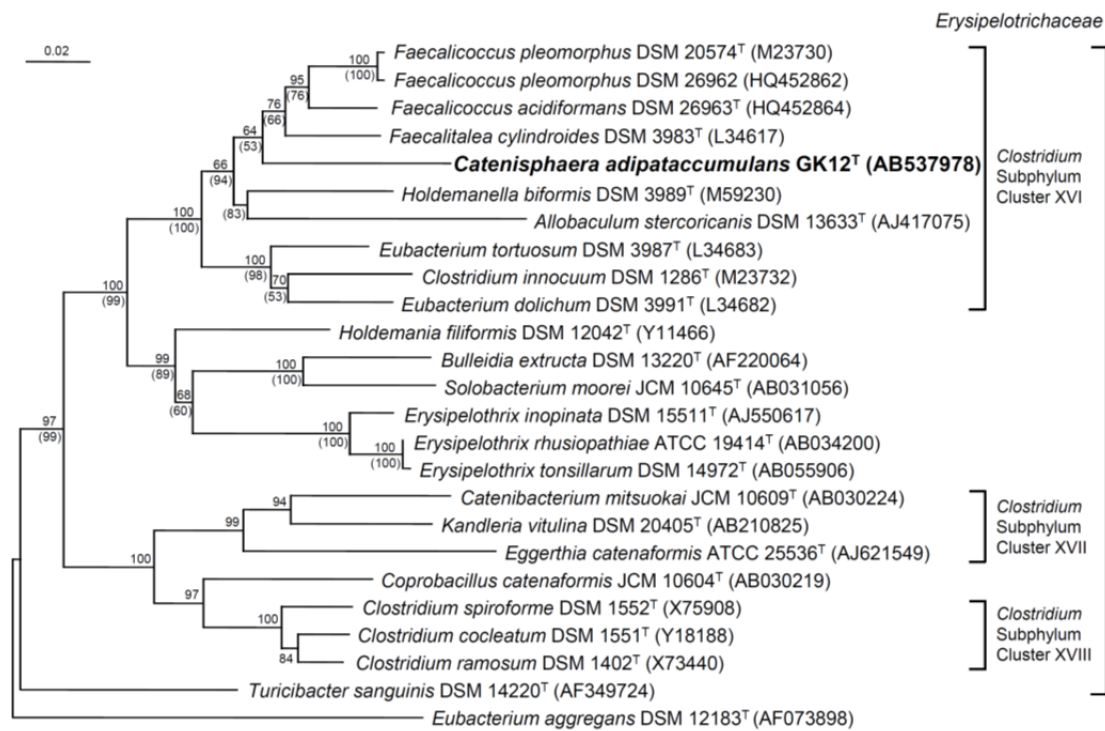 Erysipelotrichaceae
0.02
Faecalicoccus pleomorphus DSM 20574ᵀ (M23730)
100
(100)
Faecalicoccus pleomorphus DSM 26962 (HQ452862)
95
(76)
Faecalicoccus acidiformans DSM 26963ᵀ (HQ452864)
76
(66)
Faecalitalea cylindroides DSM 3983ᵀ (L34617)
64
(53)
Catenisphaera adipataccumulans GK12ᵀ (AB537978)
Clostridium
Subphylum
Cluster XVI
66
(94)
Holdemanella biformis DSM 3989ᵀ (M59230)
(83)
Allobaculum stercoricanis DSM 13633ᵀ (AJ417075)
100
(100)
Eubacterium tortuosum DSM 3987ᵀ (L34683)
100
(98)
Clostridium innocuum DSM 1286ᵀ (M23732)
70
(53)
Eubacterium dolichum DSM 3991ᵀ (L34682)
100
(99)
Holdemania filiformis DSM 12042ᵀ (Y11466)
99
(89)
Bulleidia extructa DSM 13220ᵀ (AF220064)
100
(100)
Solobacterium moorei JCM 10645ᵀ (AB031056)
68
(60)
Erysipelothrix inopinata DSM 15511ᵀ (AJ550617)
100
(100)
Erysipelothrix rhusiopathiae ATCC 19414ᵀ (AB034200)
100
(100)
Erysipelothrix tonsillarum DSM 14972ᵀ (AB055906)
97
(99)
Catenibacterium mitsuokai JCM 10609ᵀ (AB030224)
94
Kandleria vitulina DSM 20405ᵀ (AB210825)
99
Eggerthia catenaformis ATCC 25536ᵀ (AJ621549)
Clostridium
Subphylum
Cluster XVII
100
Coprobacillus catenaformis JCM 10604ᵀ (AB030219)
97
Clostridium spiroforme DSM 1552ᵀ (X75908)
100
Clostridium cocleatum DSM 1551ᵀ (Y18188)
84
Clostridium ramosum DSM 1402ᵀ (X73440)
Clostridium
Subphylum
Cluster XVIII
Turicibacter sanguinis DSM 14220ᵀ (AF349724)
Eubacterium aggregans DSM 12183ᵀ (AF073898)